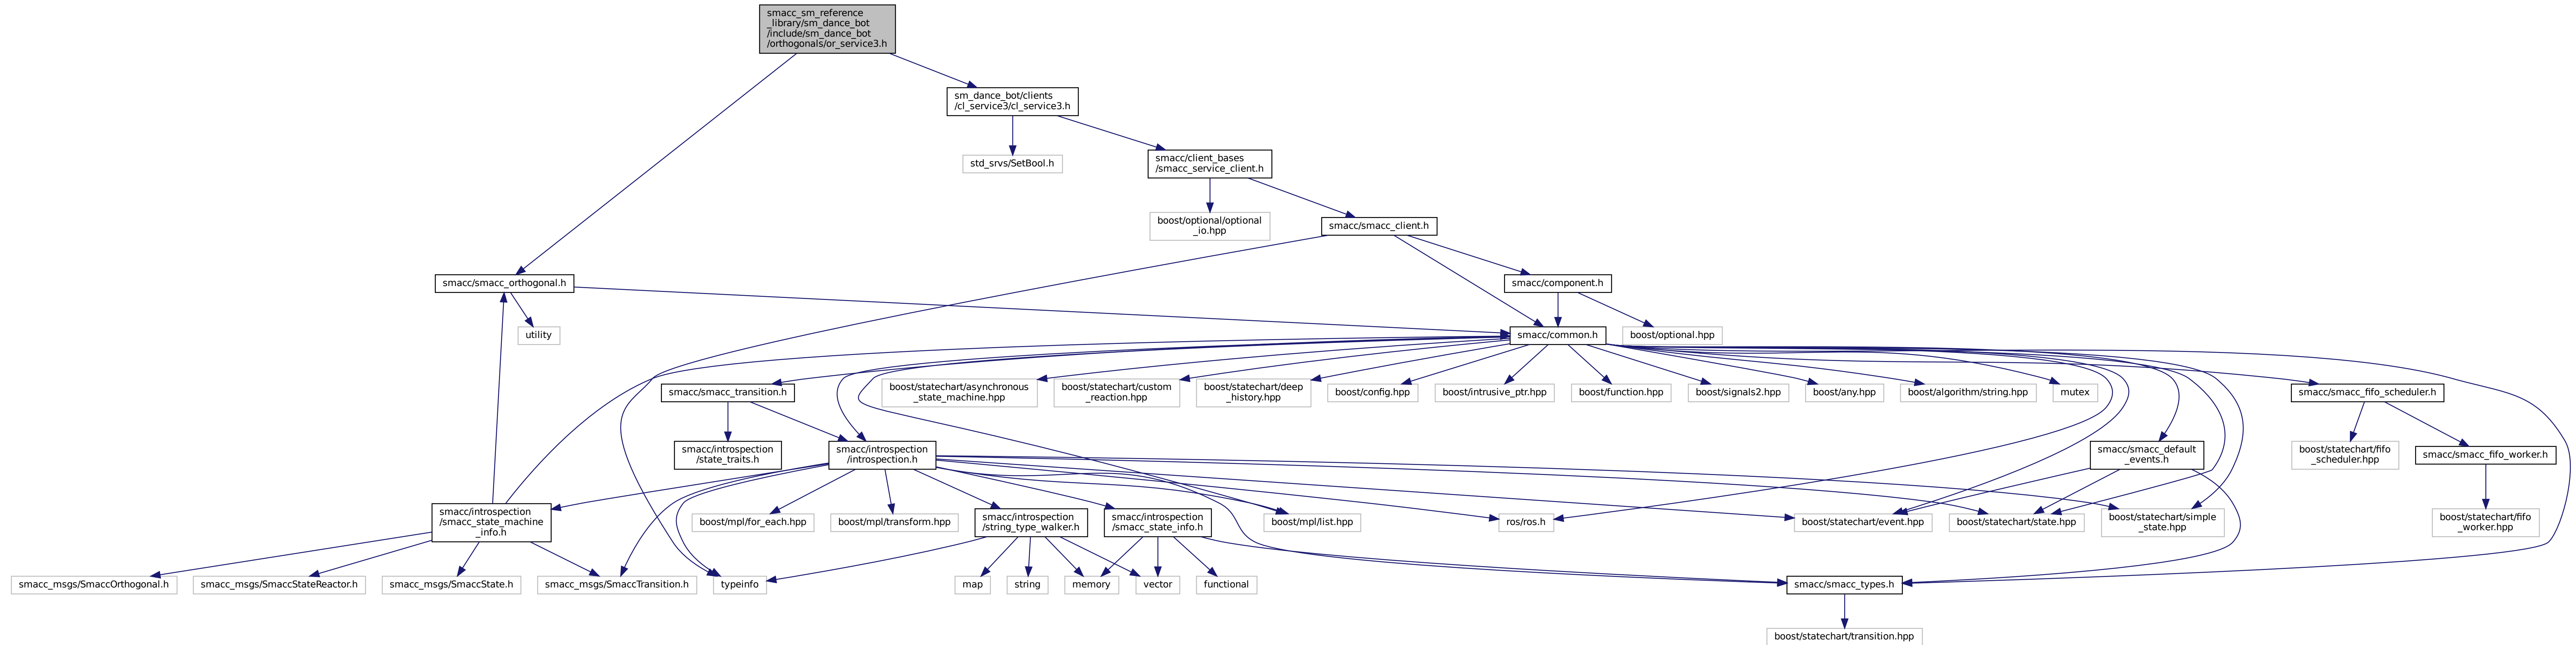 smacc_sm_reference
_library/sm_dance_bot
/include/sm_dance_bot
/orthogonals/or_service3.h
sm_dance_bot/clients
/cl_service3/cl_service3.h
std_srvs/SetBool.h
smacc/client_bases
/smacc_service_client.h
boost/optional/optional
_io.hpp
smacc/smacc_client.h
smacc/smacc_orthogonal.h
smacc/component.h
utility
smacc/common.h
boost/optional.hpp
smacc/smacc_transition.h
boost/statechart/asynchronous
_state_machine.hpp
boost/statechart/custom
_reaction.hpp
boost/statechart/deep
_history.hpp
boost/config.hpp
boost/intrusive_ptr.hpp
boost/function.hpp
boost/signals2.hpp
boost/any.hpp
boost/algorithm/string.hpp
mutex
smacc/smacc_fifo_scheduler.h
smacc/introspection
/state_traits.h
smacc/introspection
/introspection.h
smacc/smacc_default
_events.h
boost/statechart/fifo
_scheduler.hpp
smacc/smacc_fifo_worker.h
smacc/introspection
/smacc_state_machine
_info.h
boost/mpl/for_each.hpp
boost/mpl/transform.hpp
smacc/introspection
/string_type_walker.h
smacc/introspection
/smacc_state_info.h
boost/mpl/list.hpp
ros/ros.h
boost/statechart/event.hpp
boost/statechart/state.hpp
boost/statechart/simple
_state.hpp
boost/statechart/fifo
_worker.hpp
smacc_msgs/SmaccOrthogonal.h
smacc_msgs/SmaccStateReactor.h
smacc_msgs/SmaccState.h
smacc_msgs/SmaccTransition.h
typeinfo
map
string
memory
vector
functional
smacc/smacc_types.h
boost/statechart/transition.hpp